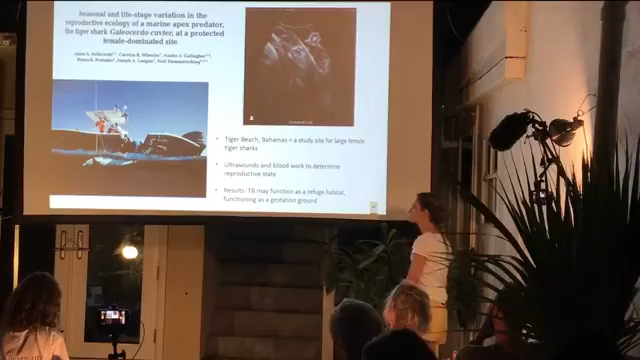 Seasonal and life-stage variation in the
reproductive ecology of a marine apex predator,
the tiger shark Galeocerdo cuvier, at a protected
female-dominated site
• Tiger Beach, Bahamas = a study site for large female
tiger sharks
• Ultrasounds and blood work to determine
reproductive state
• Results: TB may function as a refuge habitat,
functioning as a gestation ground